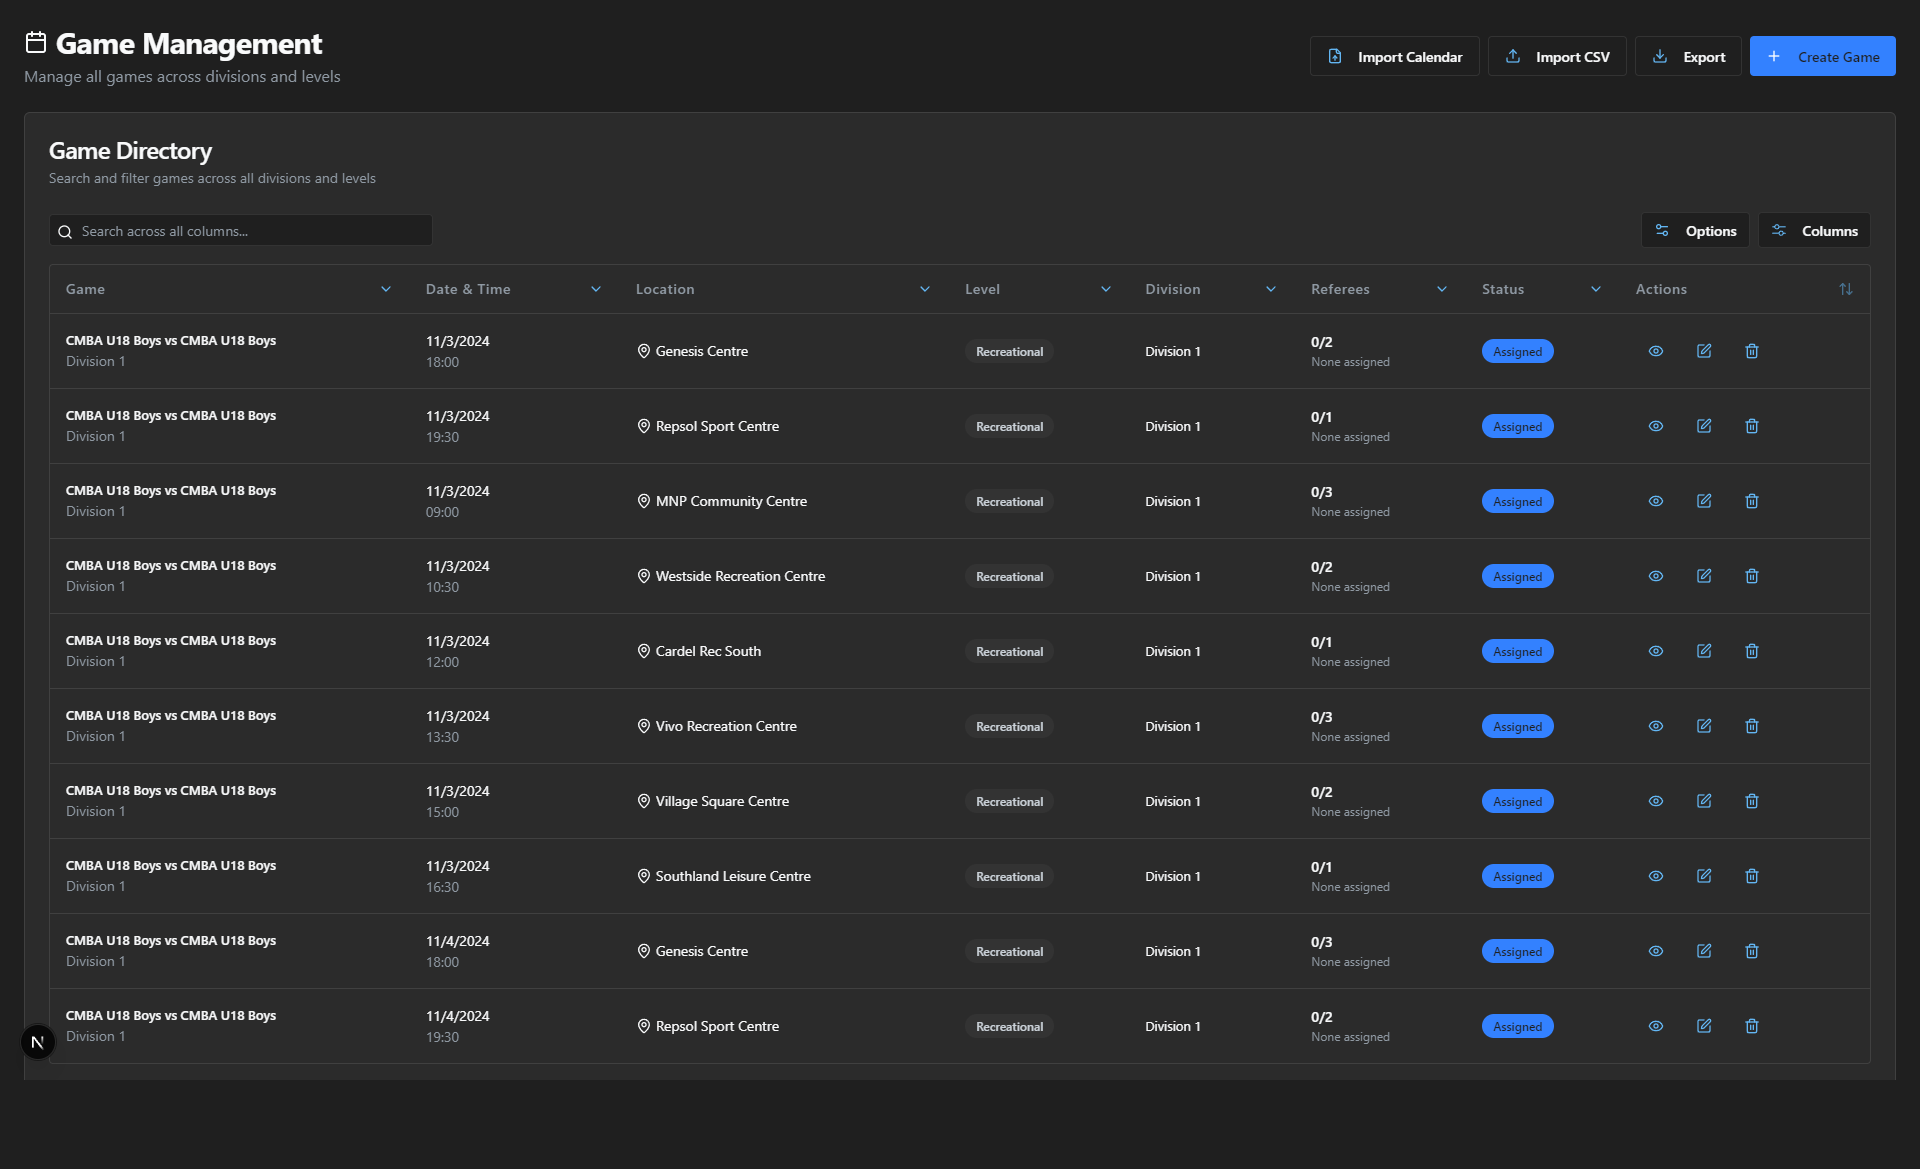 Game Management
Manage all games across divisions and levels
Import Calendar
Import CSV
Export
Create Game
Game Directory
Search and filter games across all divisions and levels
Search across all columns...
Options
Columns
Game Date & Time Location Level Division Referees Status Actions
CMBA U18 Boys vs CMBA U18 Boys 11/3/2024 Genesis Centre Recreational Division 1 0/2 Assigned
Division 1 18:00 None assigned
CMBA U18 Boys vs CMBA U18 Boys 11/3/2024 Repsol Sport Centre Recreational Division 1 0/1 Assigned
Division 1 19:30 None assigned
CMBA U18 Boys vs CMBA U18 Boys 11/3/2024 MNP Community Centre Recreational Division 1 0/3 Assigned
Division 1 09:00 None assigned
CMBA U18 Boys vs CMBA U18 Boys 11/3/2024 Westside Recreation Centre Recreational Division 1 0/2 Assigned
Division 1 10:30 None assigned
CMBA U18 Boys vs CMBA U18 Boys 11/3/2024 Cardel Rec South Recreational Division 1 0/1 Assigned
Division 1 12:00 None assigned
CMBA U18 Boys vs CMBA U18 Boys 11/3/2024 Vivo Recreation Centre Recreational Division 1 0/3 Assigned
Division 1 13:30 None assigned
CMBA U18 Boys vs CMBA U18 Boys 11/3/2024 Village Square Centre Recreational Division 1 0/2 Assigned
Division 1 15:00 None assigned
CMBA U18 Boys vs CMBA U18 Boys 11/3/2024 Southland Leisure Centre Recreational Division 1 0/1 Assigned
Division 1 16:30 None assigned
CMBA U18 Boys vs CMBA U18 Boys 11/4/2024 Genesis Centre Recreational Division 1 0/3 Assigned
Division 1 18:00 None assigned
CMBA U18 Boys vs CMBA U18 Boys 11/4/2024 Repsol Sport Centre Recreational Division 1 0/2 Assigned
Division 1 19:30 None assigned
N